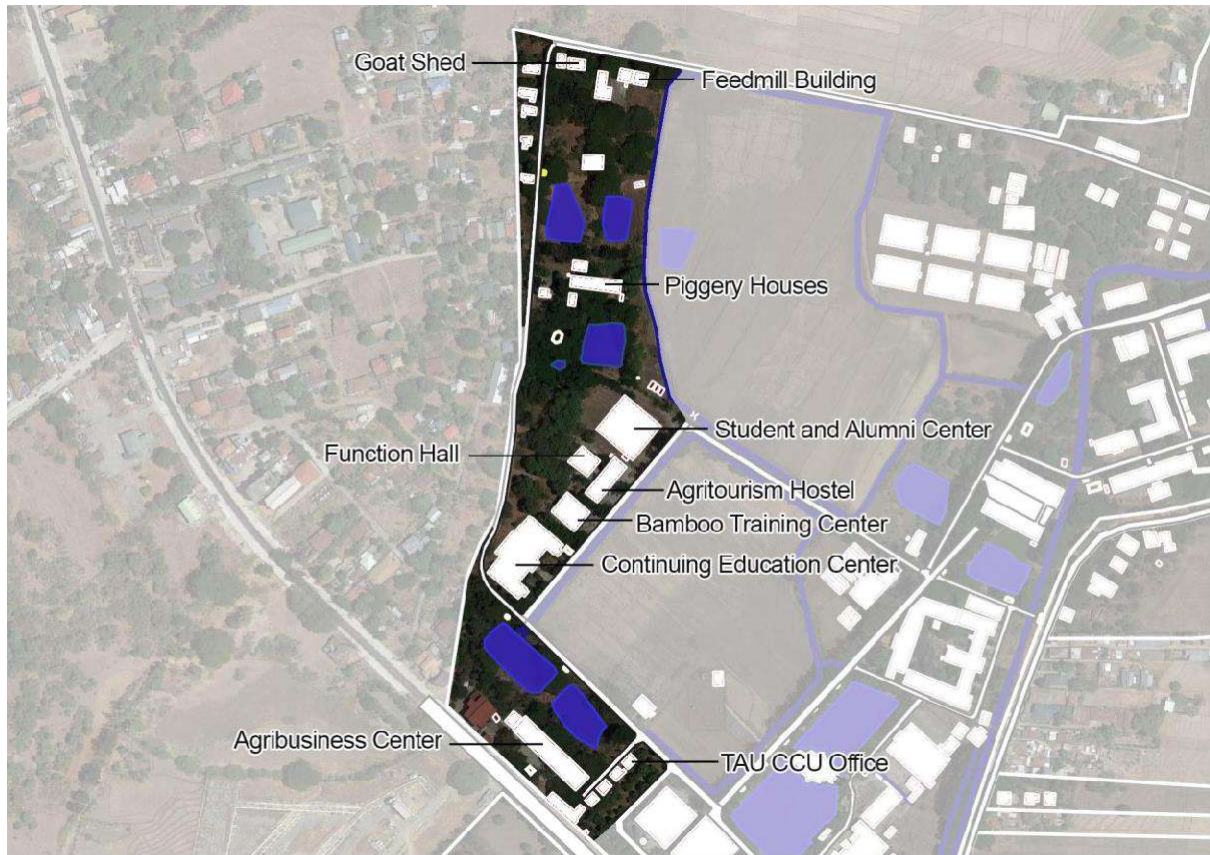 Goat Shed
Feedmill Building
Piggery Houses
Student and Alumni Center
Function Hall
Agritourism Hostel
Bamboo Training Center
Continuing Education Center
Agribusiness Center
TAU CCU Office